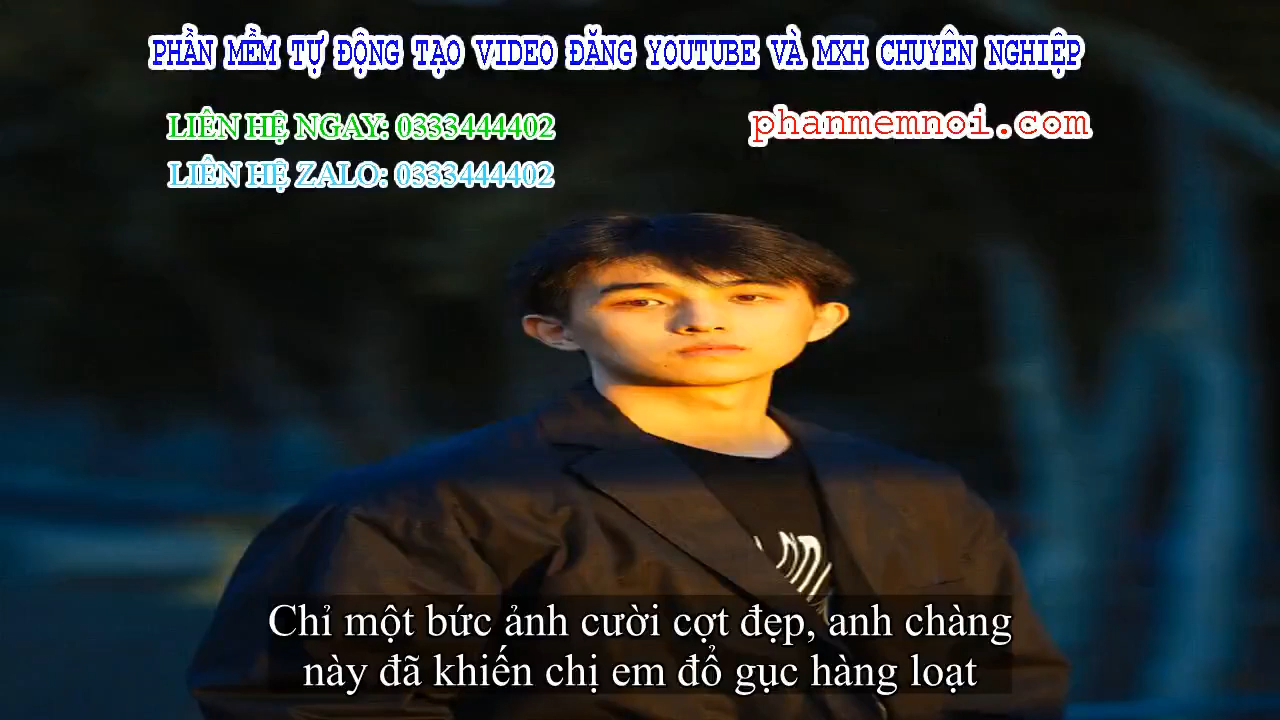 PHẦN MỀM TỰ ĐỘNG TẠO VIDEO ĐĂNG YOUTUBE VÀ MXH CHUYÊN NGHIỆP
LIÊN HỆ NGAY: 0333444402
phanmemnoi.com
LIÊN HỆ ZALO: 0333444402
Chỉ một bức ảnh cười cợt đẹp, anh chàng
này đã khiến chị em đổ gục hàng loạt